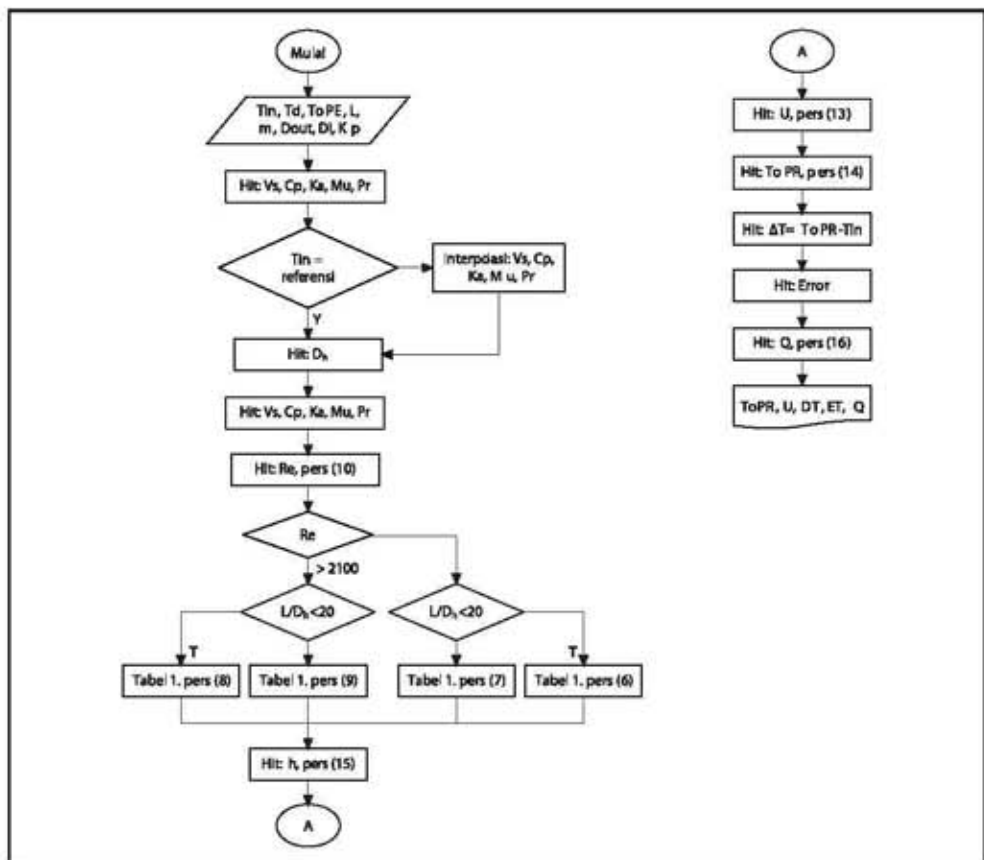 Mulai
Tin, Td, ToPE, L,
m, Dout, Di, K p
Hit: Vs, Cp, Ka, Mu, Pr
Tin =
referensi
Interpolasi: Vs, Cp,
Ka, M u, Pr
Y
Hit: Dh
Hit: Vs, Cp, Ka, Mu, Pr
Hit: Re, pers (10)
Re
> 2100
L/Dh<20
L/Dh<20
T
T
Tabel 1. pers (8)
Tabel 1. pers (9)
Tabel 1. pers (7)
Tabel 1. pers (6)
Hit: h, pers (15)
A
A
Hit: U, pers (13)
Hit: To PR, pers (14)
Hit: ΔT= ToPR-Tin
Hit: Error
Hit: Q, pers (16)
ToPR, U, DT, ET, Q